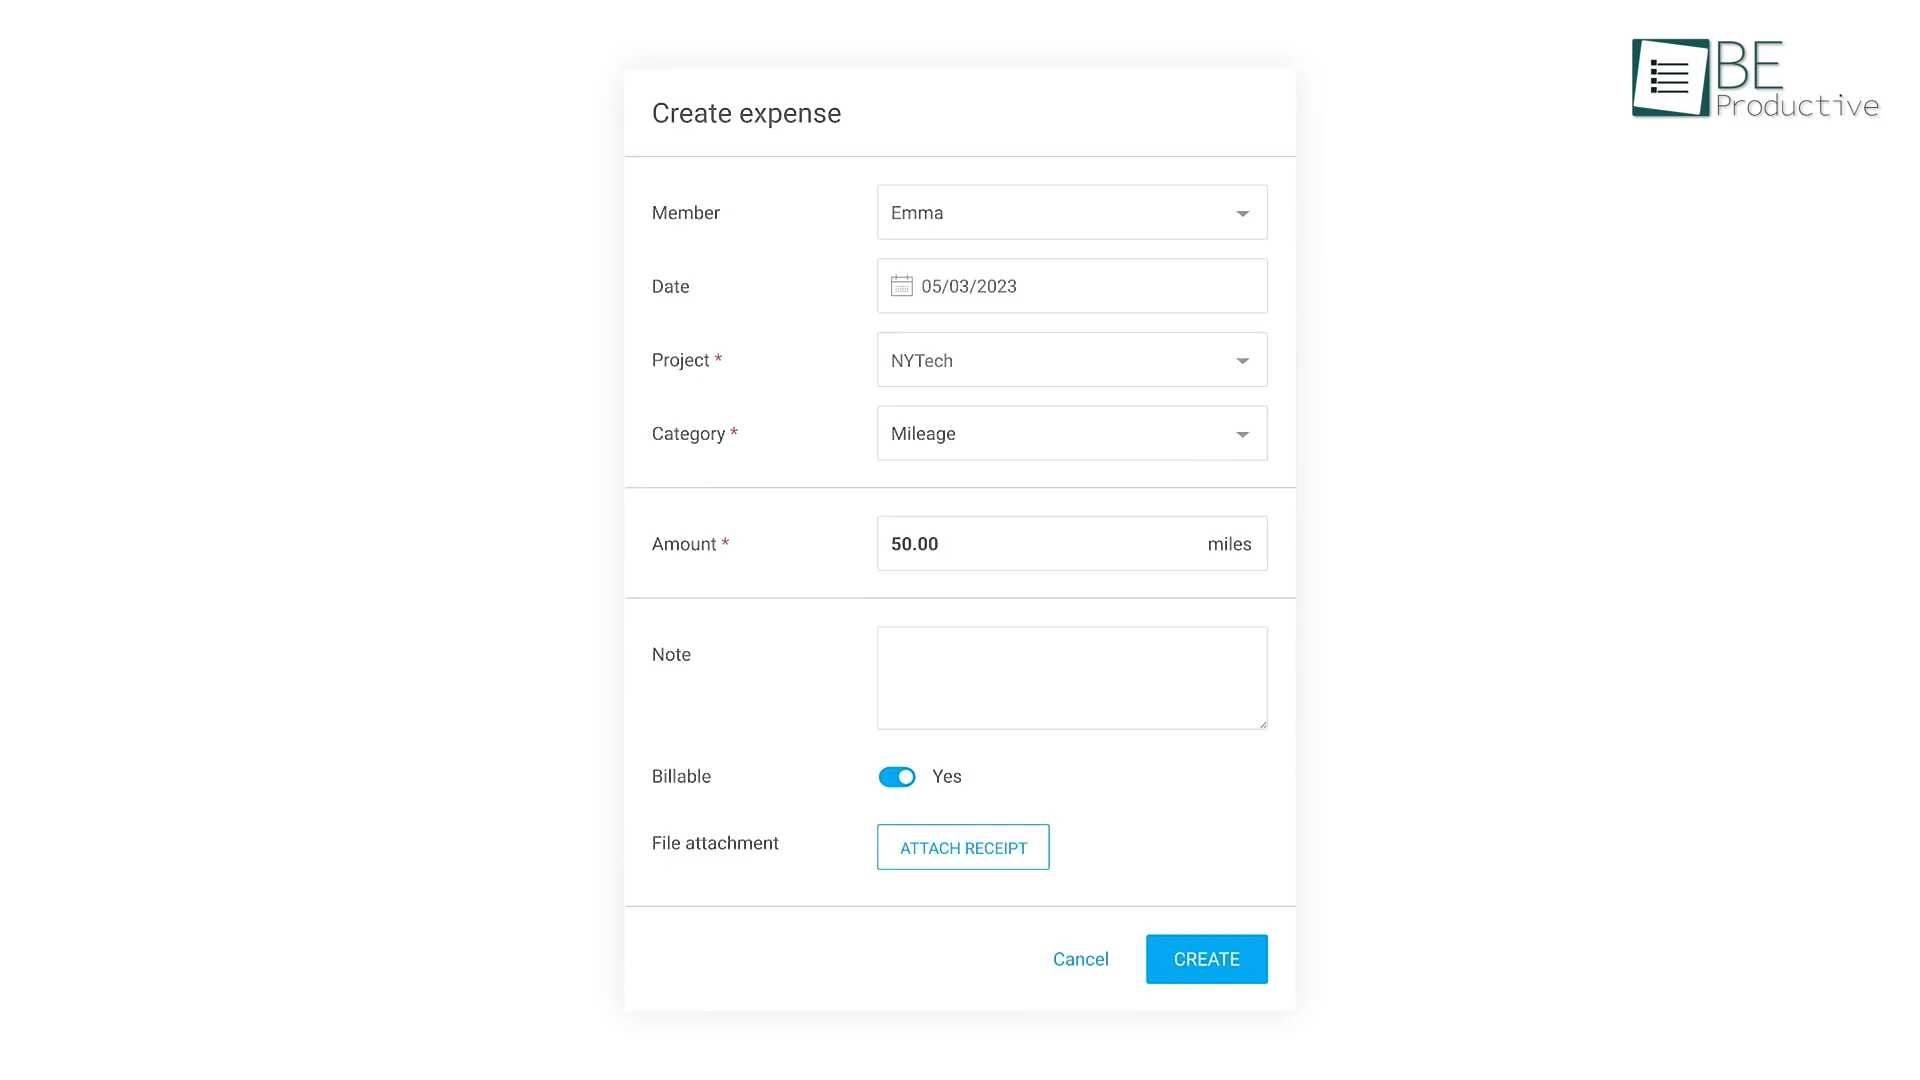 BE
Productive
Create expense
Member
Emma
Date
05/03/2023
Project *
NYTech
Category *
Mileage
Amount *
50.00 miles
Note
Billable
Yes
File attachment
ATTACH RECEIPT
Cancel
CREATE